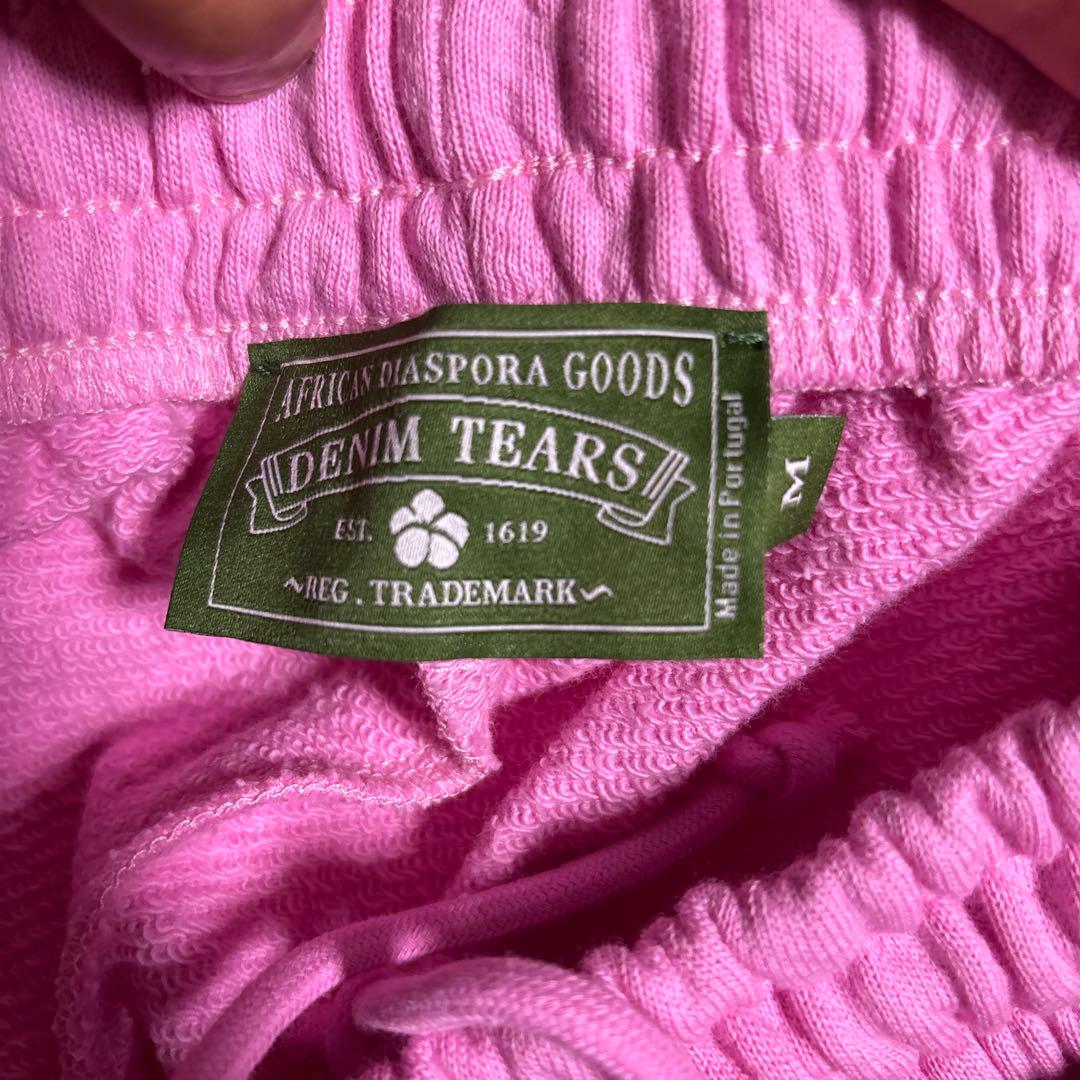 AFRICAN DIASPORA GOODS
DENIM TEARS
EST. 1619
~REG. TRADEMARK~
Made in Portugal
M